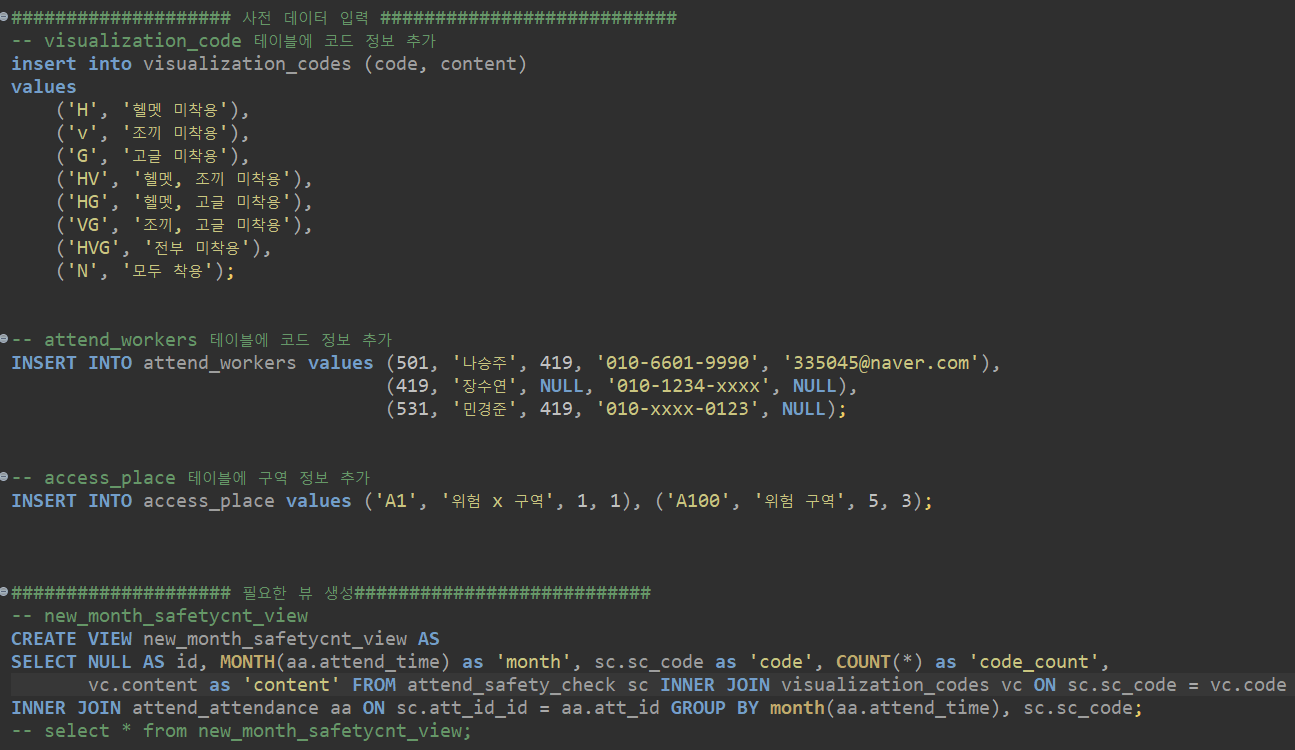 #################### 사전 데이터 입력 ###########################
-- visualization_code 테이블에 코드 정보 추가
insert into visualization_codes (code, content)
values
    ('H', '헬멧 미착용'),
    ('v', '조끼 미착용'),
    ('G', '고글 미착용'),
    ('HV', '헬멧, 조끼 미착용'),
    ('HG', '헬멧, 고글 미착용'),
    ('VG', '조끼, 고글 미착용'),
    ('HVG', '전부 미착용'),
    ('N', '모두 착용');
-- attend_workers 테이블에 코드 정보 추가
INSERT INTO attend_workers values (501, '나승주', 419, '010-6601-9990', '335045@naver.com'),
                                  (419, '장수연', NULL, '010-1234-xxxx', NULL),
                                  (531, '민경준', 419, '010-xxxx-0123', NULL);
-- access_place 테이블에 구역 정보 추가
INSERT INTO access_place values ('A1', '위험 x 구역', 1, 1), ('A100', '위험 구역', 5, 3);
#################### 필요한 뷰 생성###########################
-- new_month_safetycnt_view
CREATE VIEW new_month_safetycnt_view AS
SELECT NULL AS id, MONTH(aa.attend_time) as 'month', sc.sc_code as 'code', COUNT(*) as 'code_count',
       vc.content as 'content' FROM attend_safety_check sc INNER JOIN visualization_codes vc ON sc.sc_code = vc.code
INNER JOIN attend_attendance aa ON sc.att_id_id = aa.att_id GROUP BY month(aa.attend_time), sc.sc_code;
-- select * from new_month_safetycnt_view;